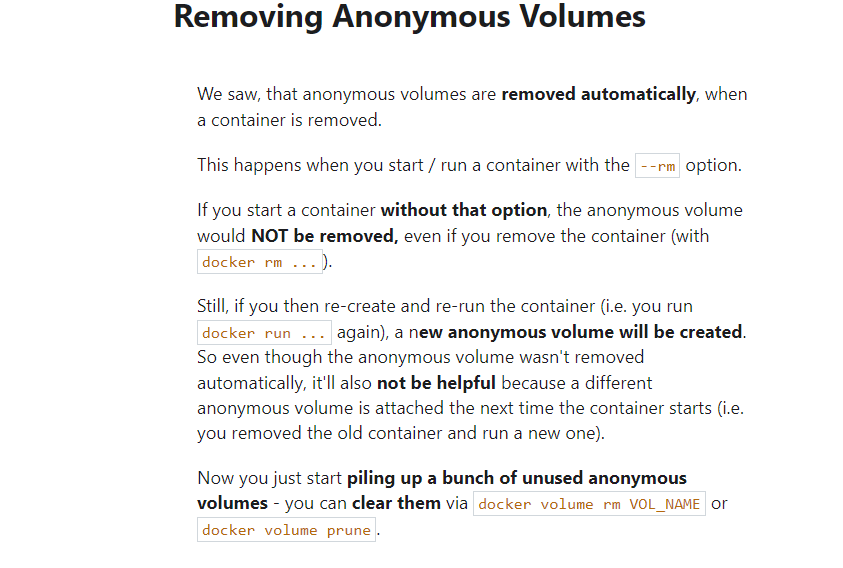 Removing Anonymous Volumes
We saw, that anonymous volumes are removed automatically, when
a container is removed.
This happens when you start / run a container with the --rm option.
If you start a container without that option, the anonymous volume
would NOT be removed, even if you remove the container (with
docker rm ...).
Still, if you then re-create and re-run the container (i.e. you run
docker run ... again), a new anonymous volume will be created.
So even though the anonymous volume wasn't removed
automatically, it'll also not be helpful because a different
anonymous volume is attached the next time the container starts (i.e.
you removed the old container and run a new one).
Now you just start piling up a bunch of unused anonymous
volumes - you can clear them via docker volume rm VOL_NAME or
docker volume prune.